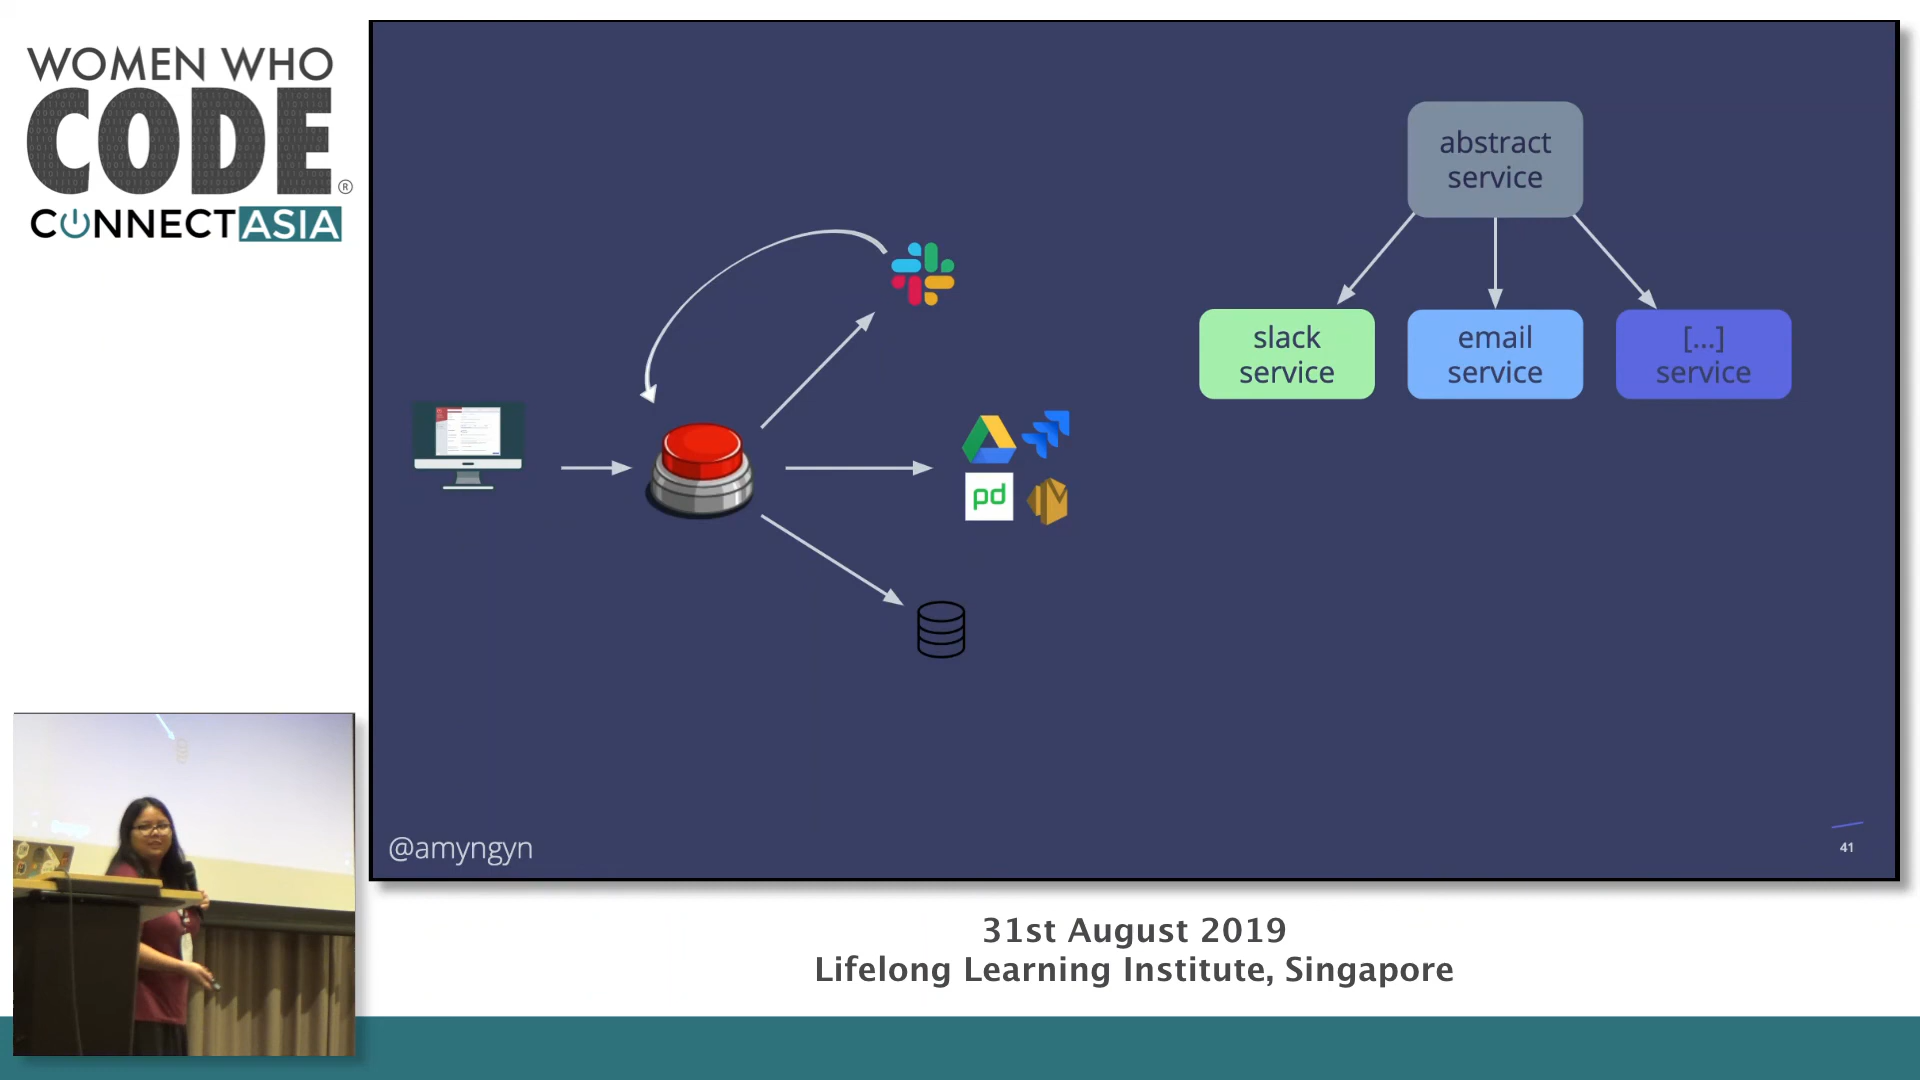 WOMEN WHO
CODE®
CONNECT ASIA
abstract
service
slack
service
email
service
[...]
service
pd
@amyngyn
41
31st August 2019
Lifelong Learning Institute, Singapore